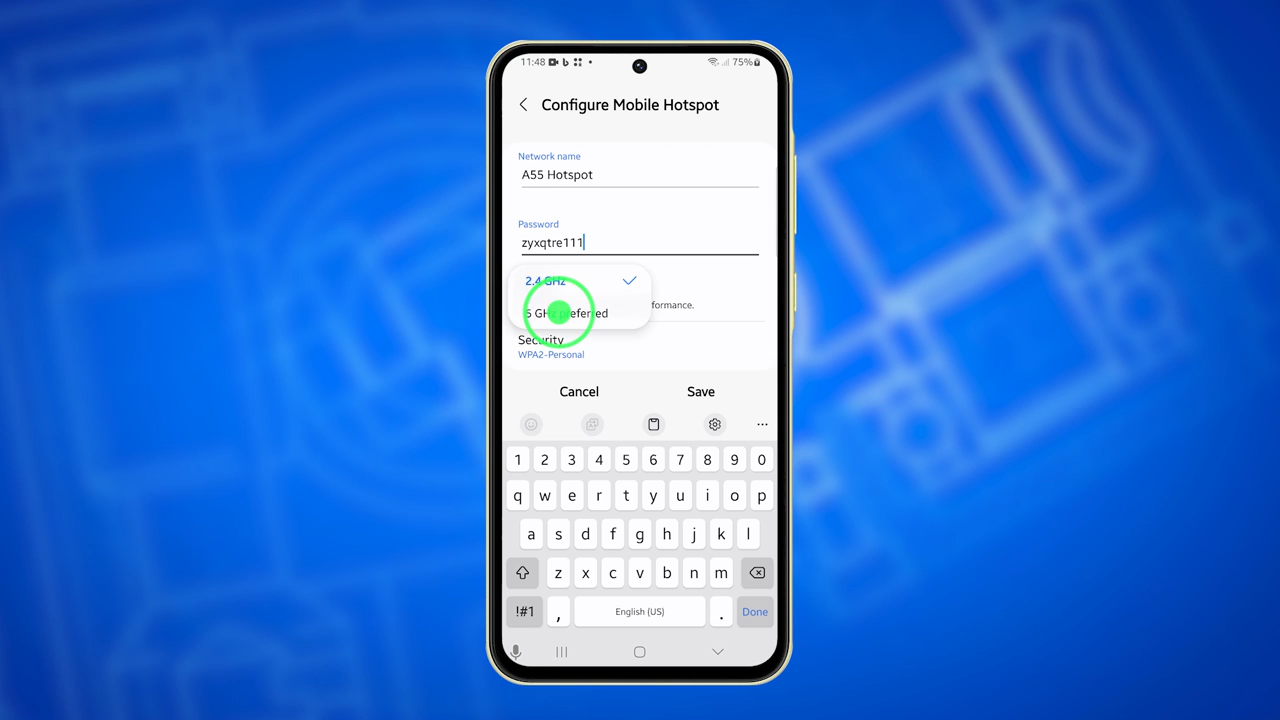 11:48
75%
Configure Mobile Hotspot
Network name
A55 Hotspot
Password
zyxqtre111
2.4 GHz
5 GHz preferred
formance.
Security
WPA2-Personal
Cancel Save
1 2 3 4 5 6 7 8 9 0
q w e r t y u i o p
a s d f g h j k l
z x c v b n m
!#1 , English (US) . Done